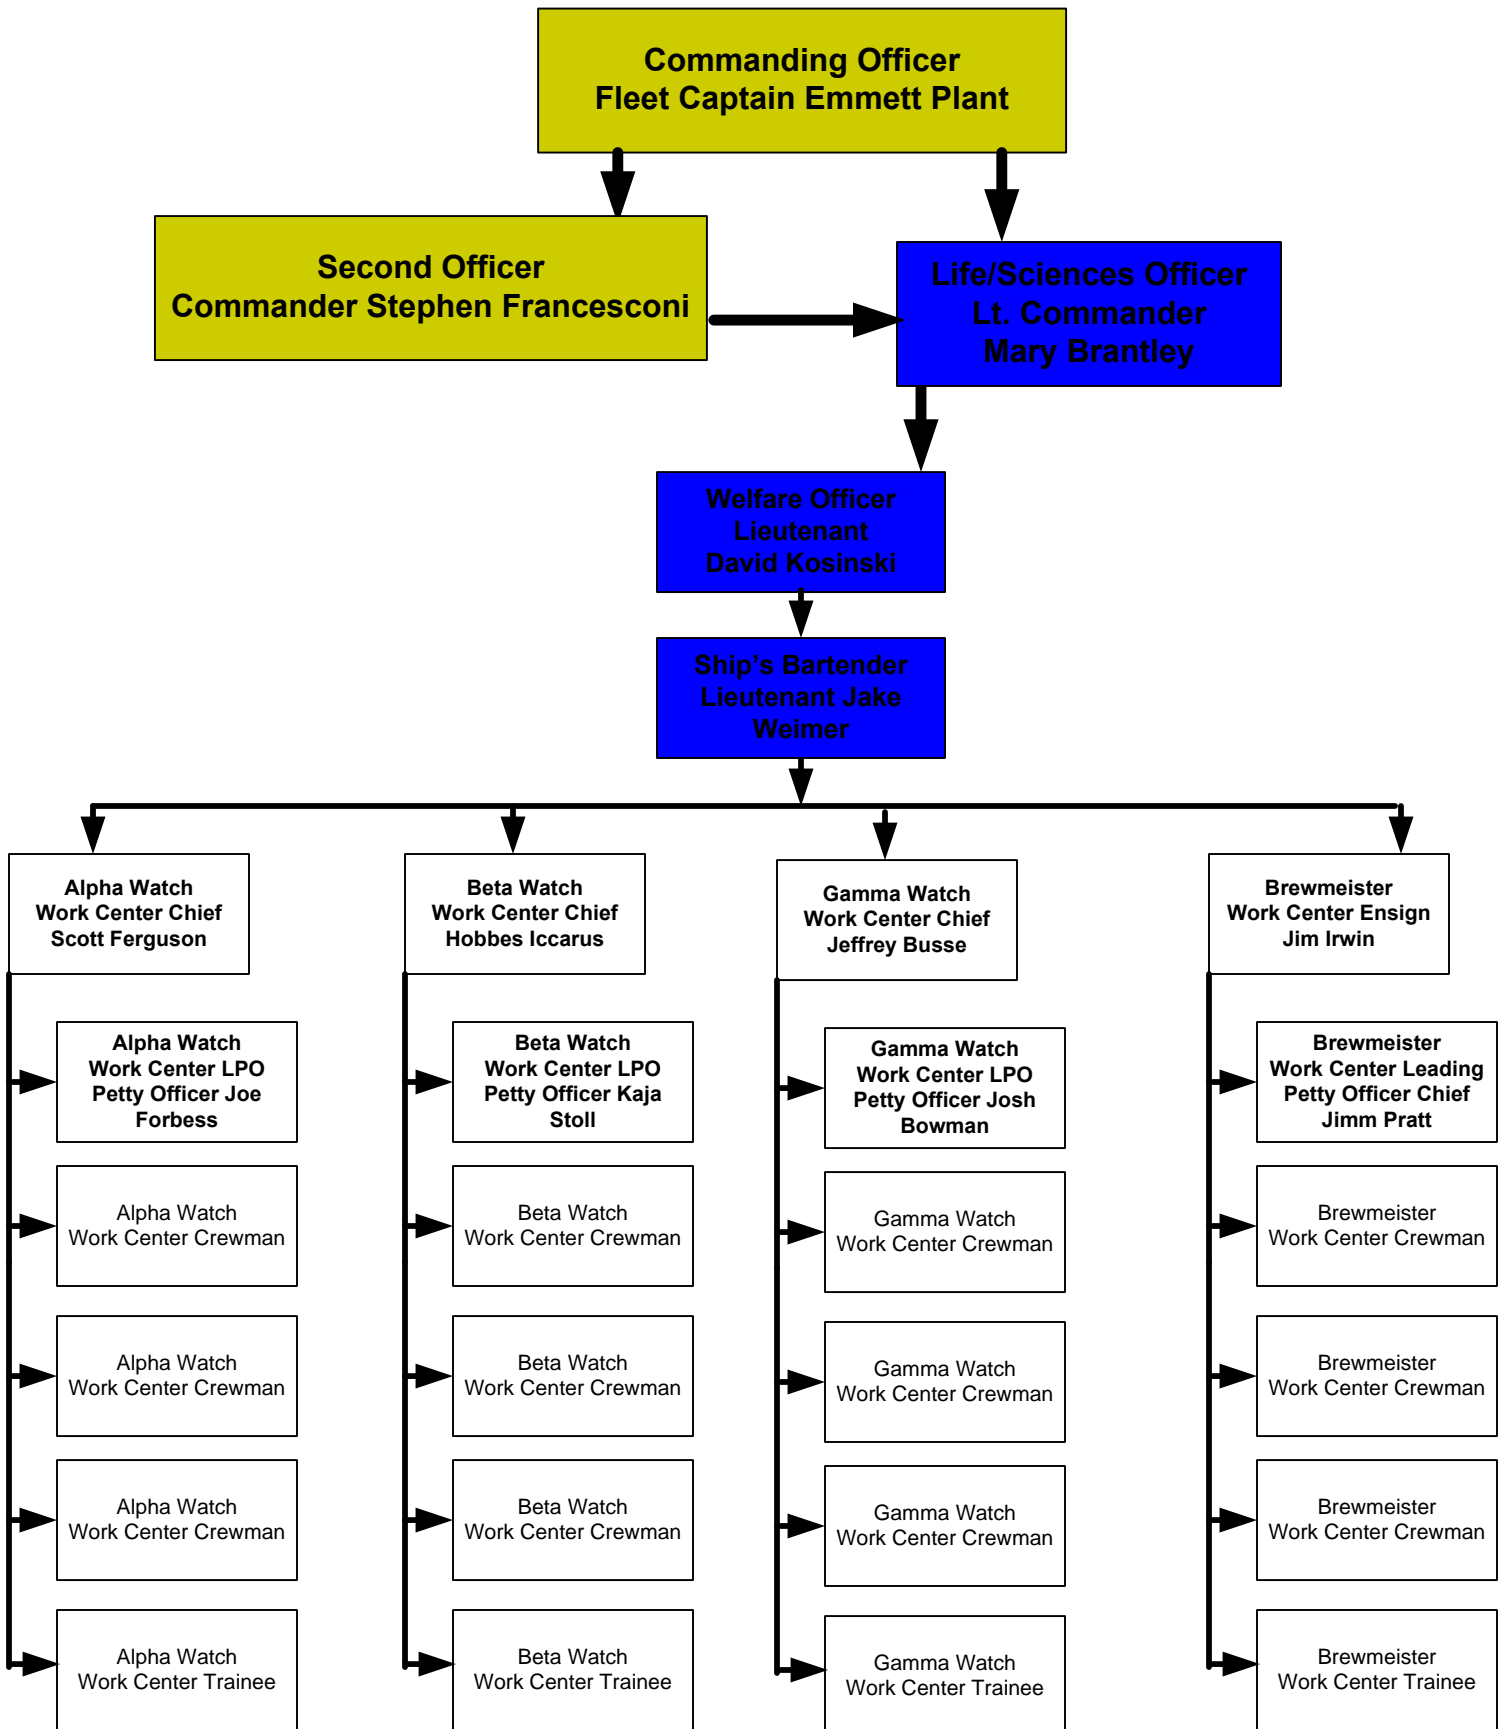 Commanding Officer
Fleet Captain Emmett Plant
Second Officer
Commander Stephen Francesconi
Life/Sciences Officer
Lt. Commander
Mary Brantley
Welfare Officer
Lieutenant
David Kosinski
Ship's Bartender
Lieutenant Jake
Weimer
Alpha Watch
Work Center Chief
Scott Ferguson
Beta Watch
Work Center Chief
Hobbes Iccarus
Gamma Watch
Work Center Chief
Jeffrey Busse
Brewmeister
Work Center Ensign
Jim Irwin
Alpha Watch
Work Center LPO
Petty Officer Joe
Forbess
Beta Watch
Work Center LPO
Petty Officer Kaja
Stoll
Gamma Watch
Work Center LPO
Petty Officer Josh
Bowman
Brewmeister
Work Center Leading
Petty Officer Chief
Jimm Pratt
Alpha Watch
Work Center Crewman
Beta Watch
Work Center Crewman
Gamma Watch
Work Center Crewman
Brewmeister
Work Center Crewman
Alpha Watch
Work Center Crewman
Beta Watch
Work Center Crewman
Gamma Watch
Work Center Crewman
Brewmeister
Work Center Crewman
Alpha Watch
Work Center Crewman
Beta Watch
Work Center Crewman
Gamma Watch
Work Center Crewman
Brewmeister
Work Center Crewman
Alpha Watch
Work Center Trainee
Beta Watch
Work Center Trainee
Gamma Watch
Work Center Trainee
Brewmeister
Work Center Trainee